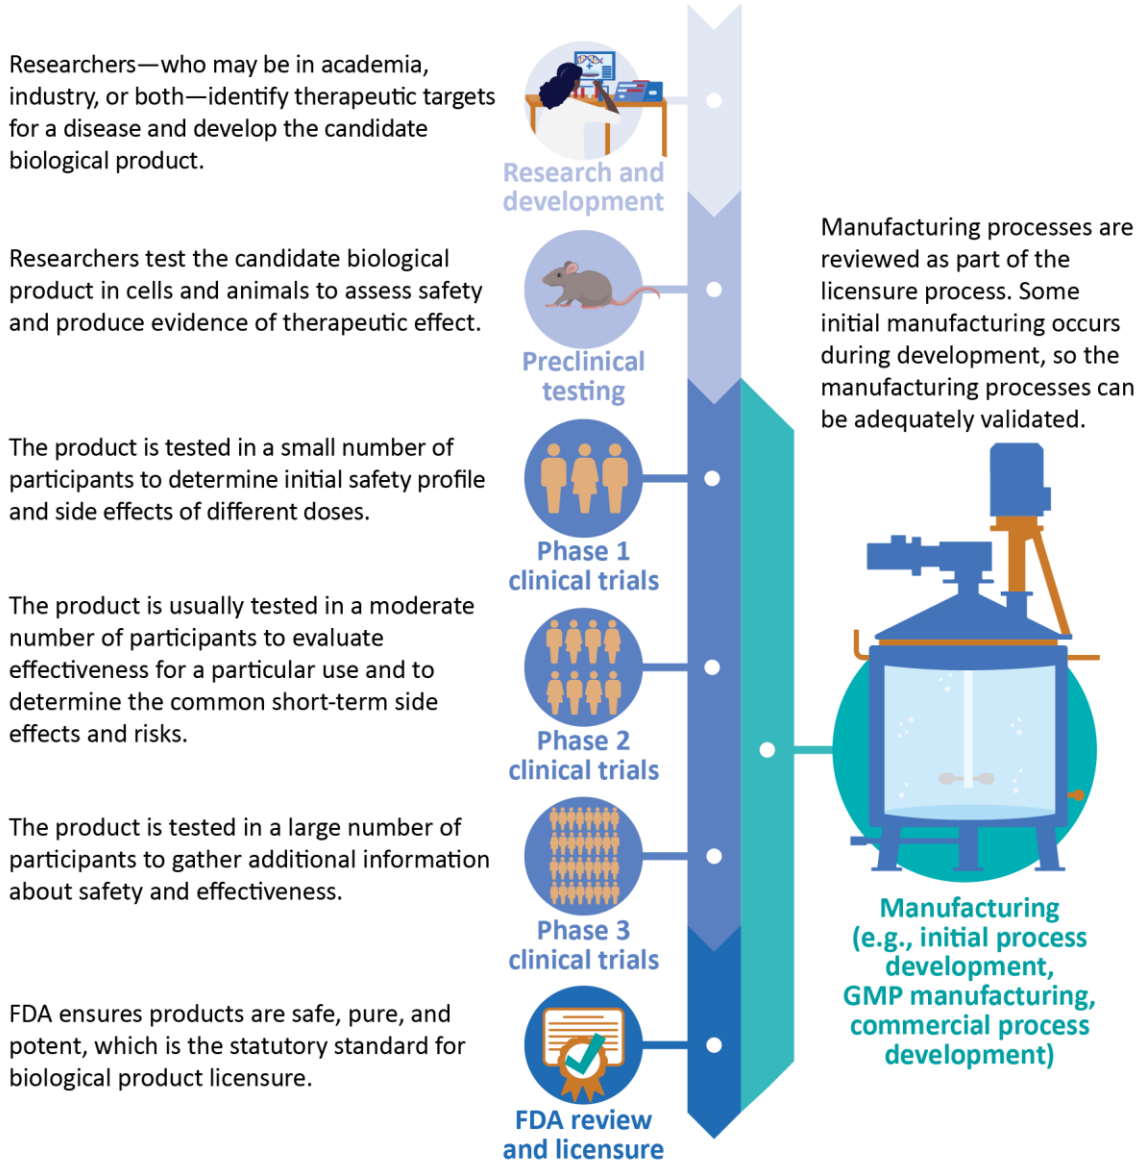 Researchers—who may be in academia,
industry, or both—identify therapeutic targets
for a disease and develop the candidate
biological product.
Research and
development
Researchers test the candidate biological
product in cells and animals to assess safety
and produce evidence of therapeutic effect.
Preclinical
testing
The product is tested in a small number of
participants to determine initial safety profile
and side effects of different doses.
Phase 1
clinical trials
The product is usually tested in a moderate
number of participants to evaluate
effectiveness for a particular use and to
determine the common short-term side
effects and risks.
Phase 2
clinical trials
The product is tested in a large number of
participants to gather additional information
about safety and effectiveness.
Phase 3
clinical trials
FDA ensures products are safe, pure, and
potent, which is the statutory standard for
biological product licensure.
FDA review
and licensure
Manufacturing processes are
reviewed as part of the
licensure process. Some
initial manufacturing occurs
during development, so the
manufacturing processes can
be adequately validated.
Manufacturing
(e.g., initial process
development,
GMP manufacturing,
commercial process
development)